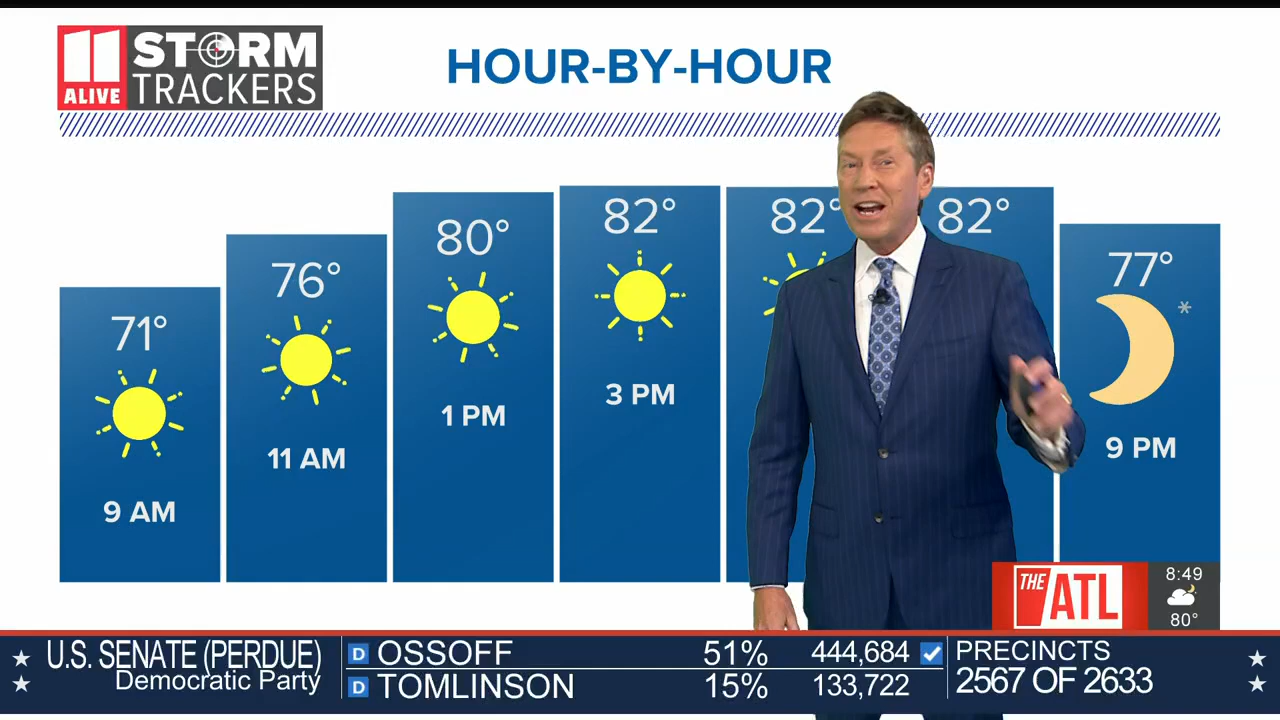 11 ALIVE
STORM
TRACKERS
HOUR-BY-HOUR
71°
9 AM
76°
11 AM
80°
1 PM
82°
3 PM
82°
82°
77°
9 PM
THE ATL
8:49
80°
U.S. SENATE (PERDUE)
Democratic Party
D OSSOFF 51% 444,684
D TOMLINSON 15% 133,722
PRECINCTS
2567 OF 2633